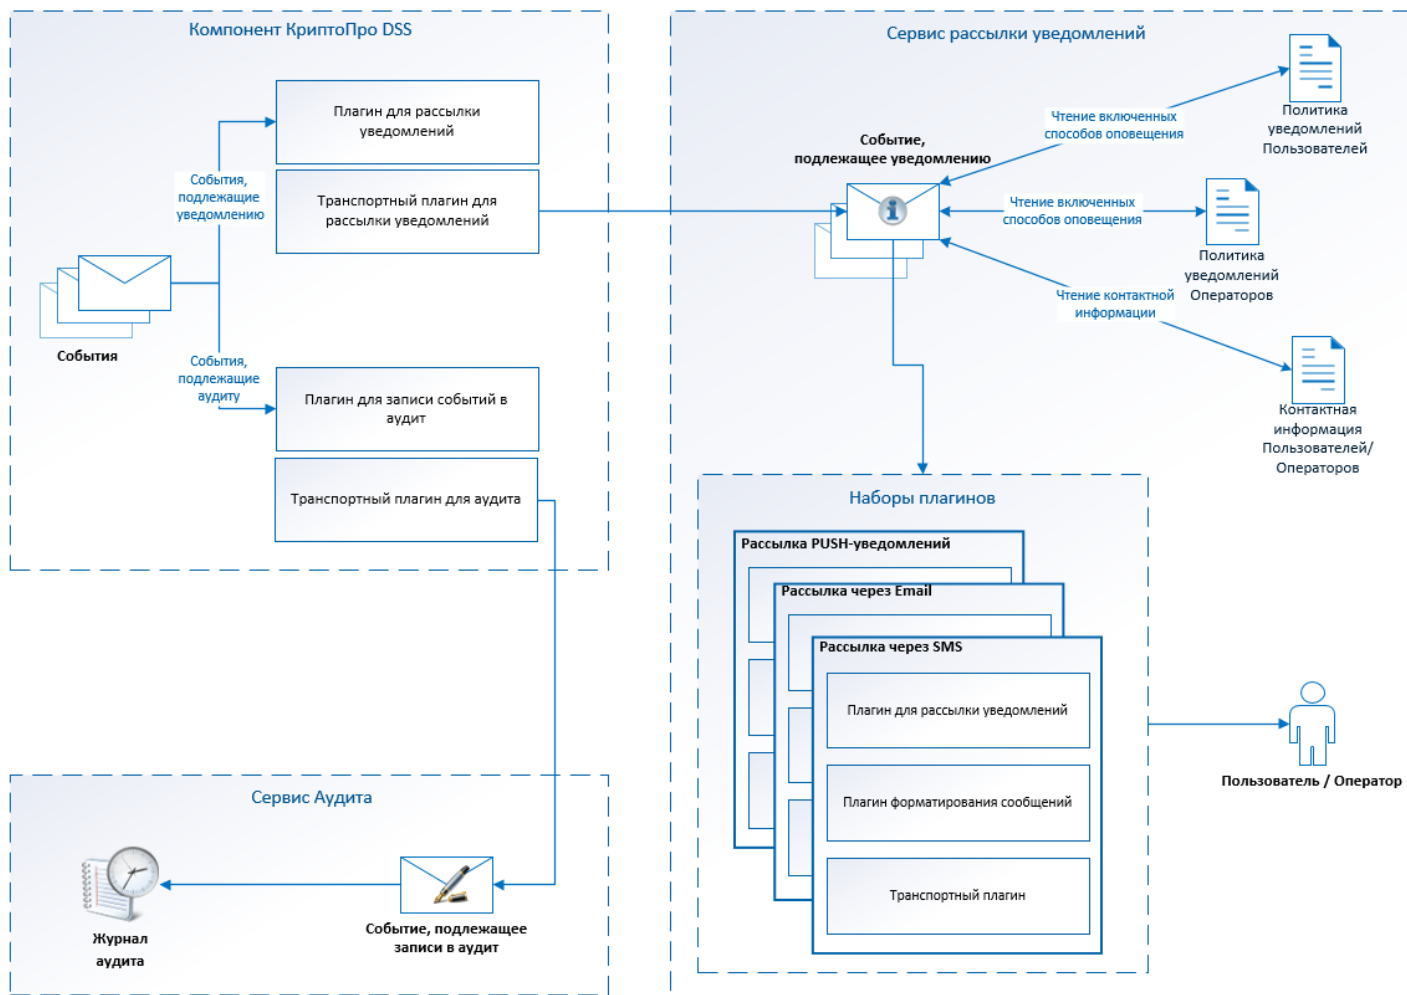 Компонент КриптоПро DSS
Плагин для рассылки
уведомлений
События,
подлежащие
уведомлению
Транспортный плагин для
рассылки уведомлений
События
События,
подлежащие
аудиту
Плагин для записи событий в
аудит
Транспортный плагин для аудита
Сервис Аудита
Журнал
аудита
Событие, подлежащее
записи в аудит
Сервис рассылки уведомлений
Событие,
подлежащее уведомлению
Чтение включенных
способов оповещения
Политика
уведомлений
Пользователей
Чтение включенных
способов оповещения
Политика
уведомлений
Операторов
Чтение контактной
информации
Контактная
информация
Пользователей/
Операторов
Наборы плагинов
Рассылка PUSH-уведомлений
Рассылка через Email
Рассылка через SMS
Плагин для рассылки уведомлений
Плагин форматирования сообщений
Транспортный плагин
Пользователь / Оператор